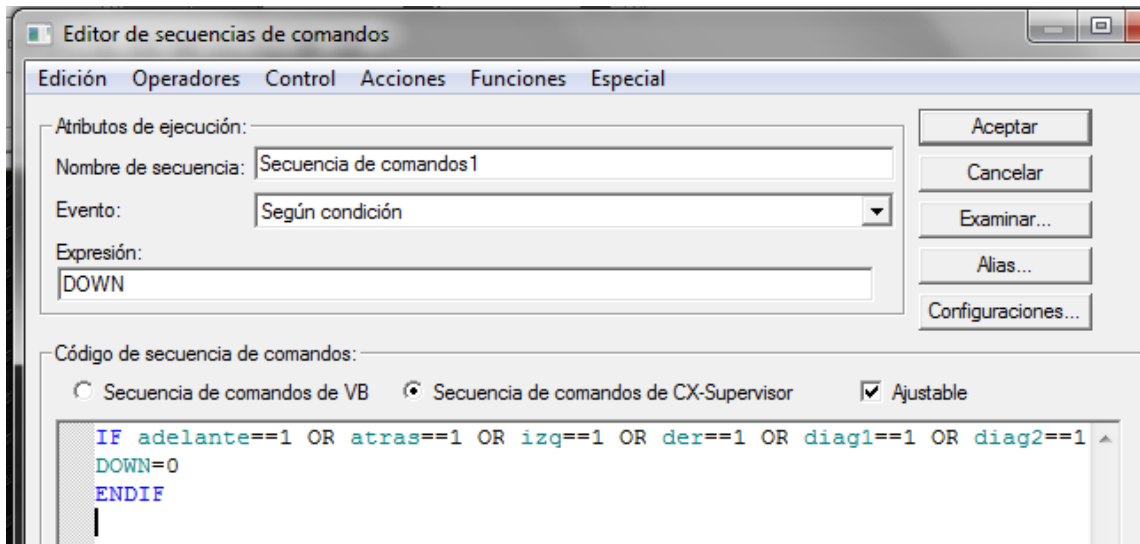 Editor de secuencias de comandos
Edición Operadores Control Acciones Funciones Especial
Atributos de ejecución:
Nombre de secuencia: Secuencia de comandos1
Evento: Según condición
Expresión:
DOWN
Aceptar
Cancelar
Examinar...
Alias...
Configuraciones...
Código de secuencia de comandos:
Secuencia de comandos de VB Secuencia de comandos de CX-Supervisor Ajustable
IF adelante==1 OR atras==1 OR izq==1 OR der==1 OR diag1==1 OR diag2==1
DOWN=0
ENDIF